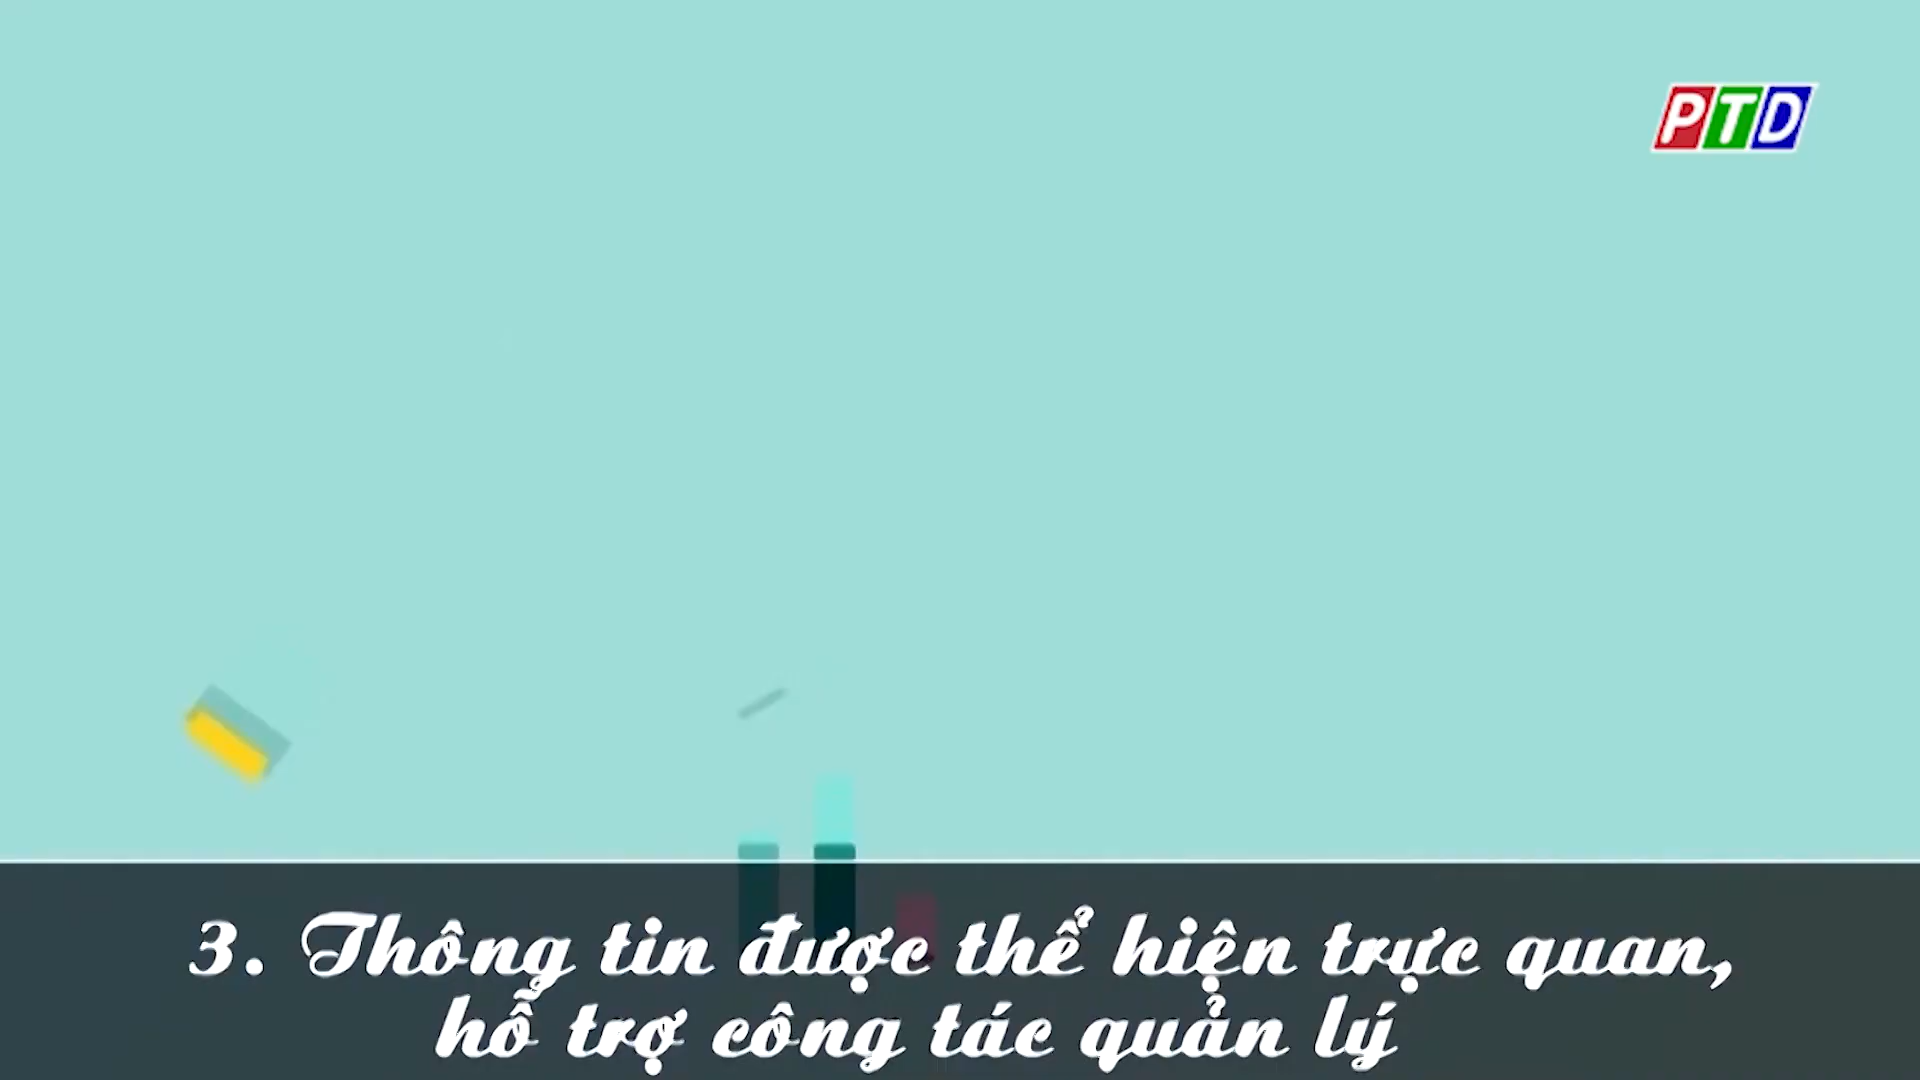 PTD
3. Thông tin được thể hiện trực quan,
hỗ trợ công tác quản lý